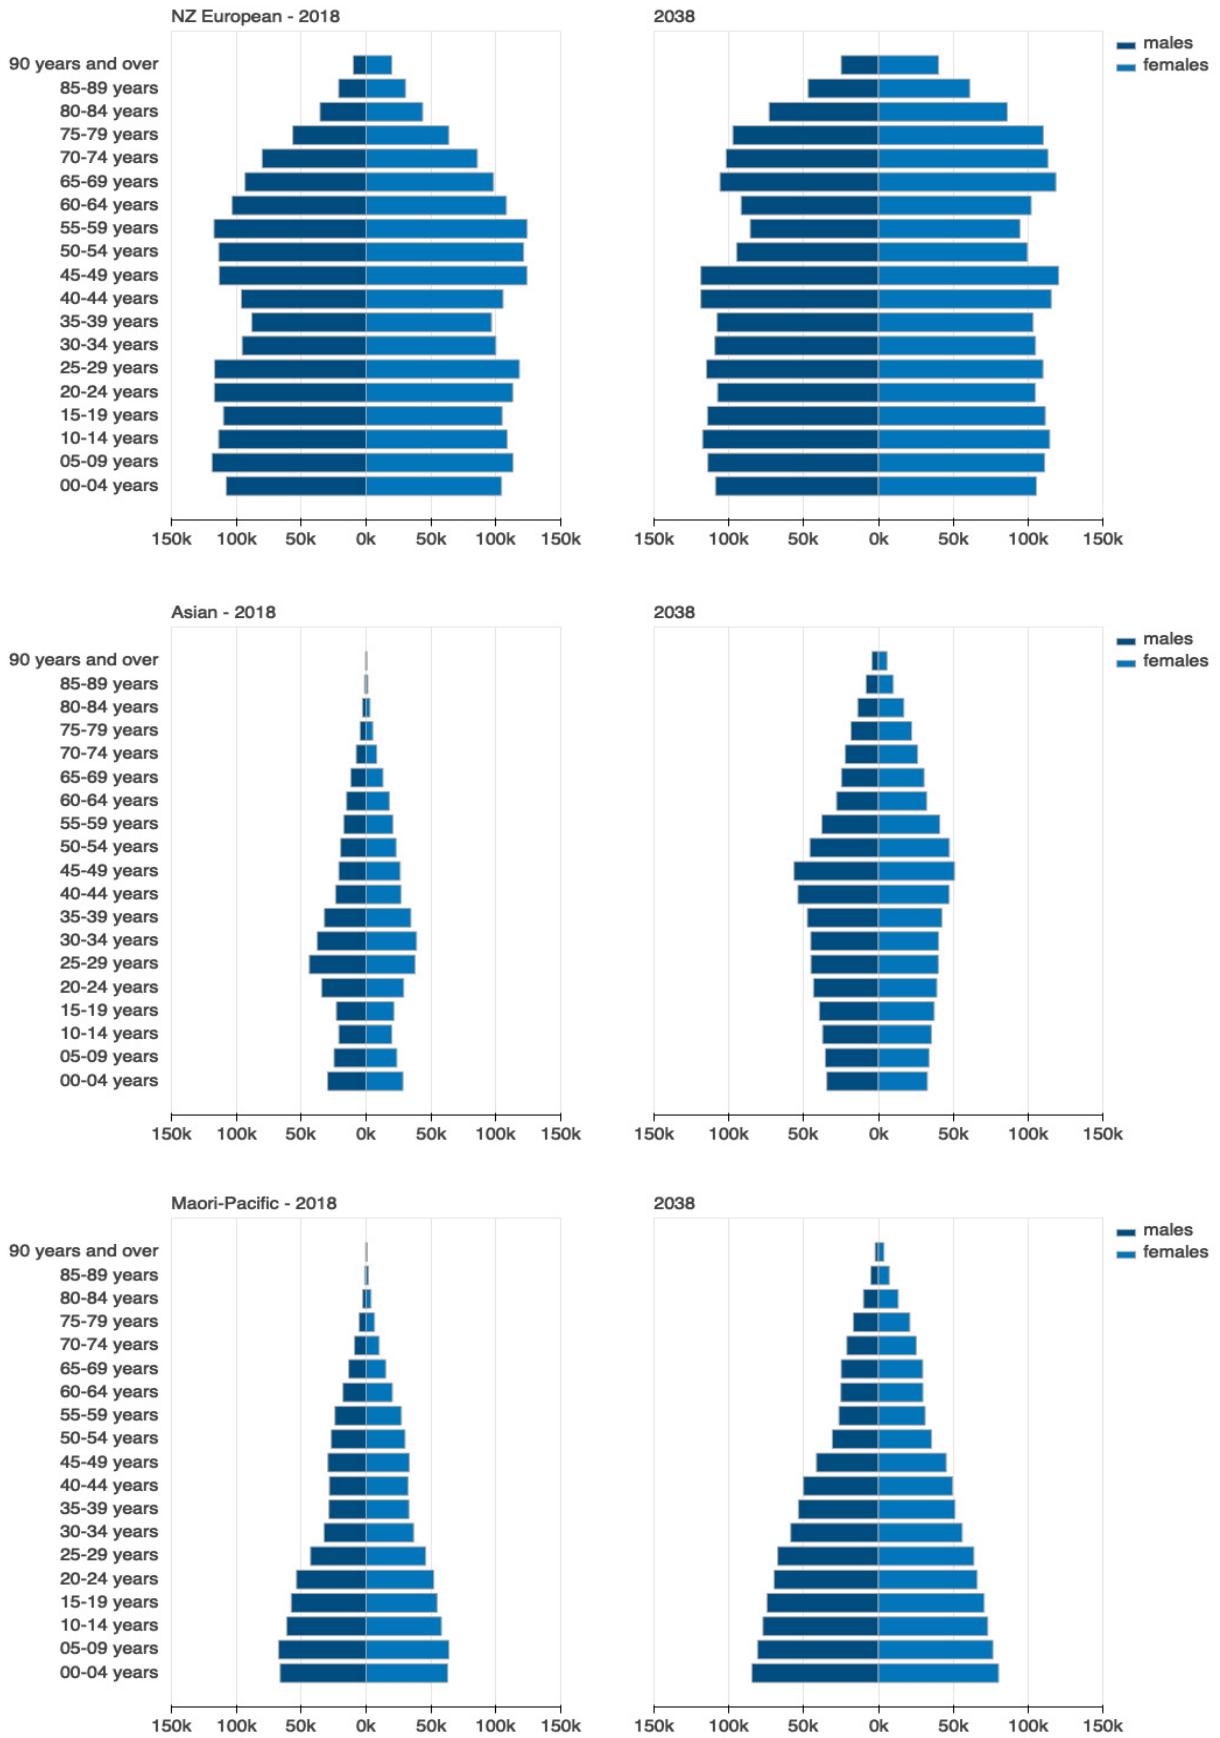 NZ European - 2018
2038
males
females
90 years and over
85-89 years
80-84 years
75-79 years
70-74 years
65-69 years
60-64 years
55-59 years
50-54 years
45-49 years
40-44 years
35-39 years
30-34 years
25-29 years
20-24 years
15-19 years
10-14 years
05-09 years
00-04 years
150k 100k 50k 0k 50k 100k 150k
150k 100k 50k 0k 50k 100k 150k
Asian - 2018
2038
males
females
90 years and over
85-89 years
80-84 years
75-79 years
70-74 years
65-69 years
60-64 years
55-59 years
50-54 years
45-49 years
40-44 years
35-39 years
30-34 years
25-29 years
20-24 years
15-19 years
10-14 years
05-09 years
00-04 years
150k 100k 50k 0k 50k 100k 150k
150k 100k 50k 0k 50k 100k 150k
Maori-Pacific - 2018
2038
males
females
90 years and over
85-89 years
80-84 years
75-79 years
70-74 years
65-69 years
60-64 years
55-59 years
50-54 years
45-49 years
40-44 years
35-39 years
30-34 years
25-29 years
20-24 years
15-19 years
10-14 years
05-09 years
00-04 years
150k 100k 50k 0k 50k 100k 150k
150k 100k 50k 0k 50k 100k 150k